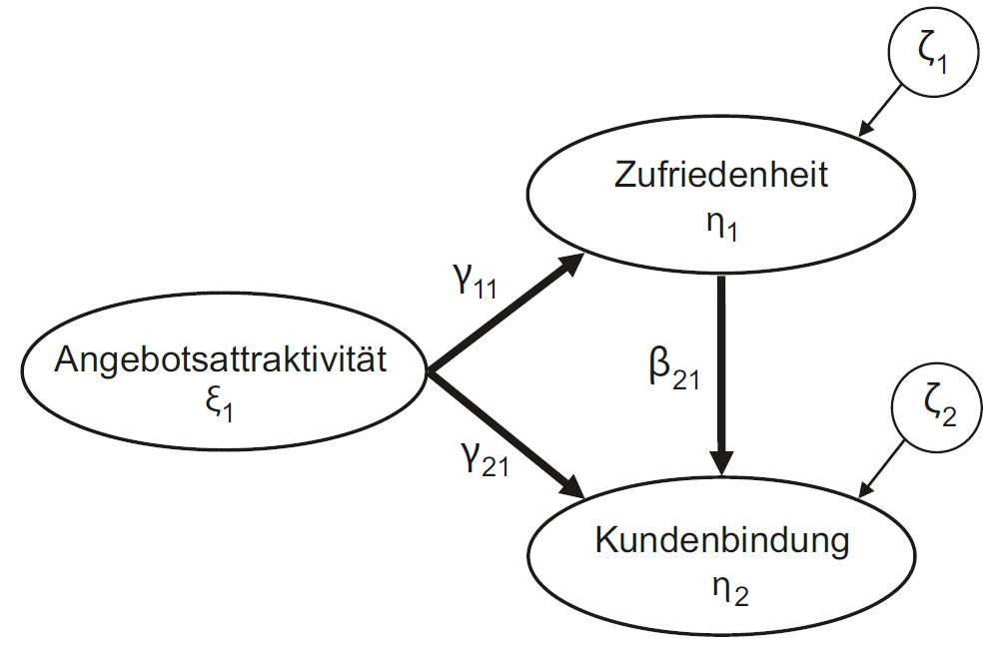 ζ1
Zufriedenheit
η1
γ11
Angebotsattraktivität
ξ1
β21
ζ2
γ21
Kundenbindung
η2